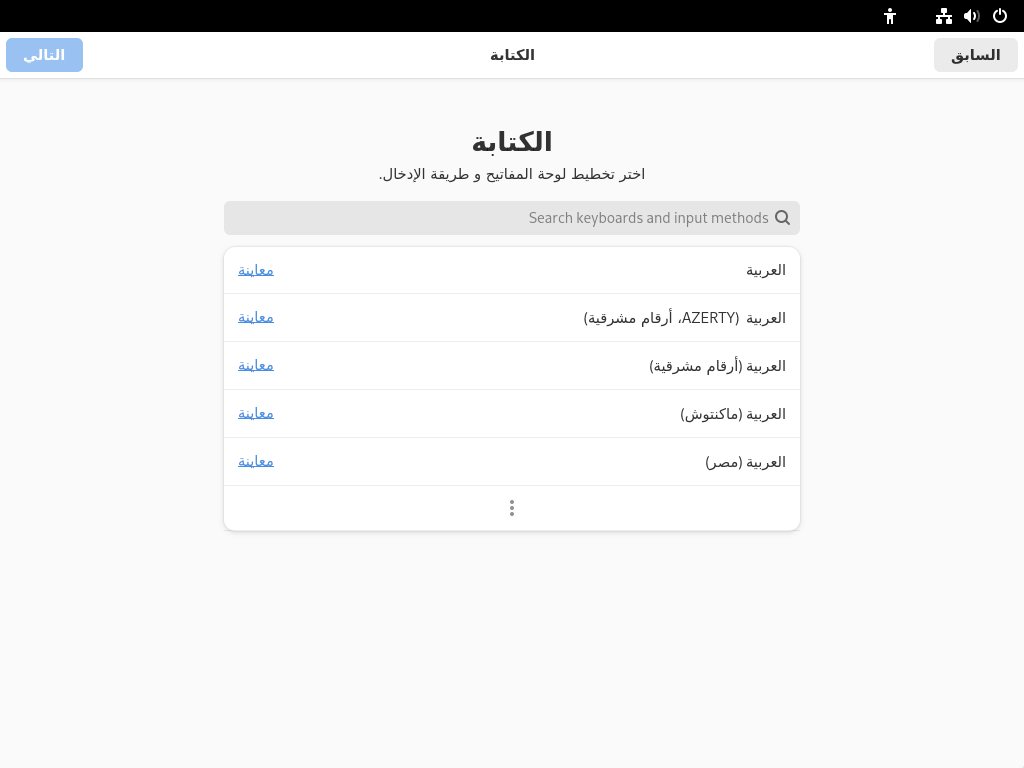 السابق
الكتابة
التالي
الكتابة
اختر تخطيط لوحة المفاتيح و طريقة الإدخال.
Search keyboards and input methods
العربية
معاينة
العربية (AZERTY، أرقام مشرقية)
معاينة
العربية (أرقام مشرقية)
معاينة
العربية (ماكنتوش)
معاينة
العربية (مصر)
معاينة